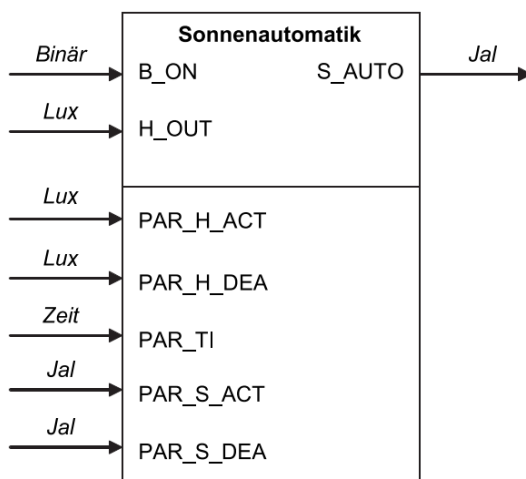 Sonnenautomatik
Binär B_ON S_AUTO Jal
Lux H_OUT
Lux PAR_H_ACT
Lux PAR_H_DEA
Zeit PAR_TI
Jal PAR_S_ACT
Jal PAR_S_DEA